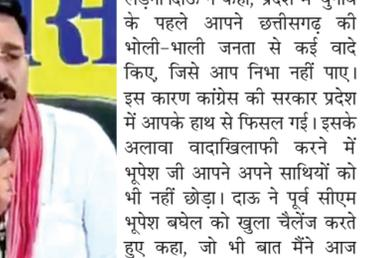 के पहले आपने छत्तीसगढ़ की
भोली-भाली जनता से कई वादे
किए, जिसे आप निभा नहीं पाए।
इस कारण कांग्रेस की सरकार प्रदेश
में आपके हाथ से फिसल गई। इसके
अलावा वादाखिलाफी करने में
भूपेश जी आपने अपने साथियों को
भी नहीं छोड़ा। दाऊ ने पूर्व सीएम
भूपेश बघेल को खुला चैलेंज करते
हुए कहा, जो भी बात मैंने आज